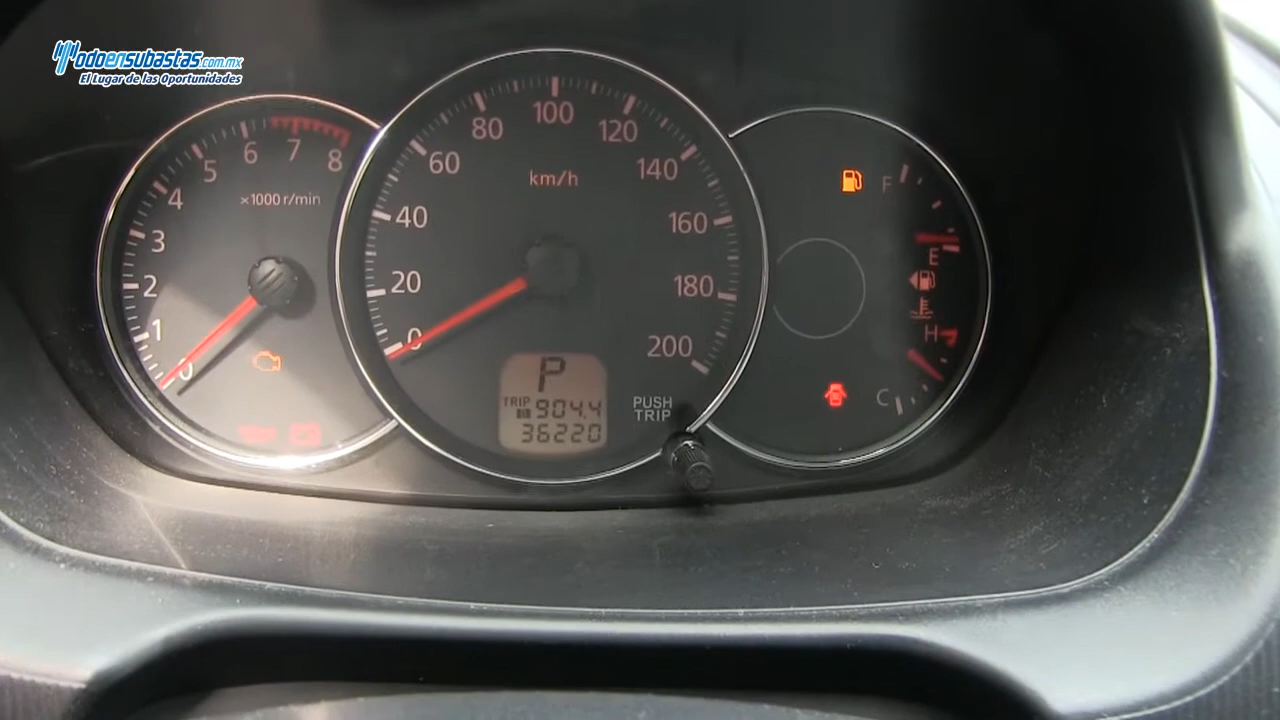 todoensubastas.com.mx
El Lugar de las Oportunidades
0
1
2
3
4
5
6
7
8
×1000 r/min
0
20
40
60
80
100
120
140
160
180
200
km/h
P
TRIP
904.4
36220
PUSH
TRIP
F
E
H
C